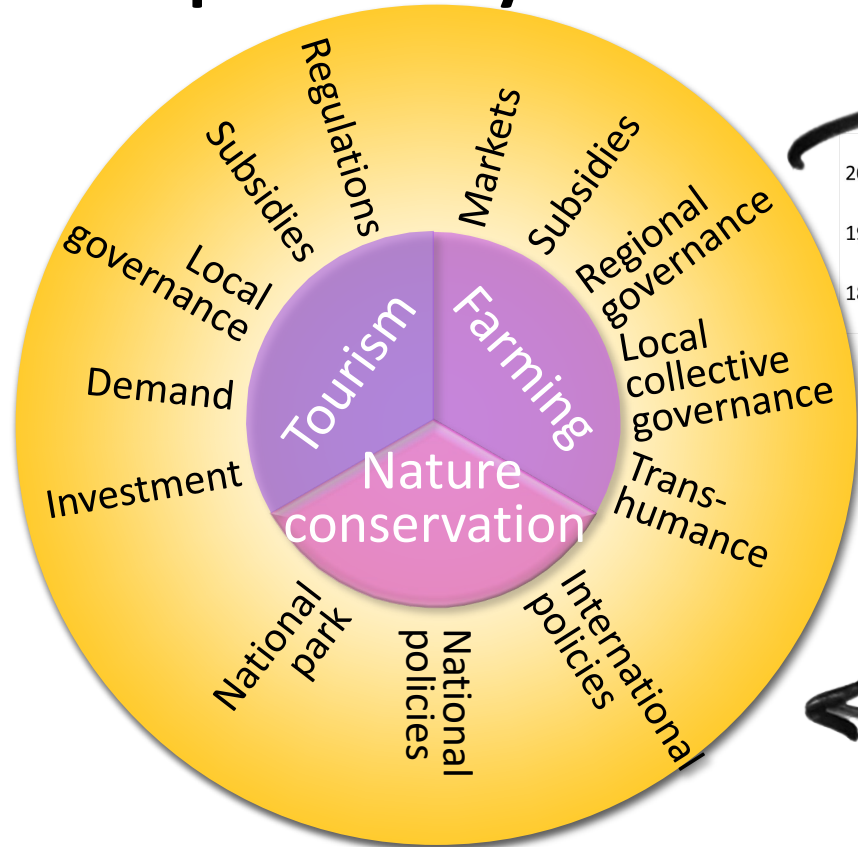 Regulations
Markets
Subsidies
Subsidies
Local
governance
Regional
governance
Demand
Local
collective
governance
Investment
Trans-
humance
Tourism
Farming
Nature
conservation
National
park
National
policies
International
policies